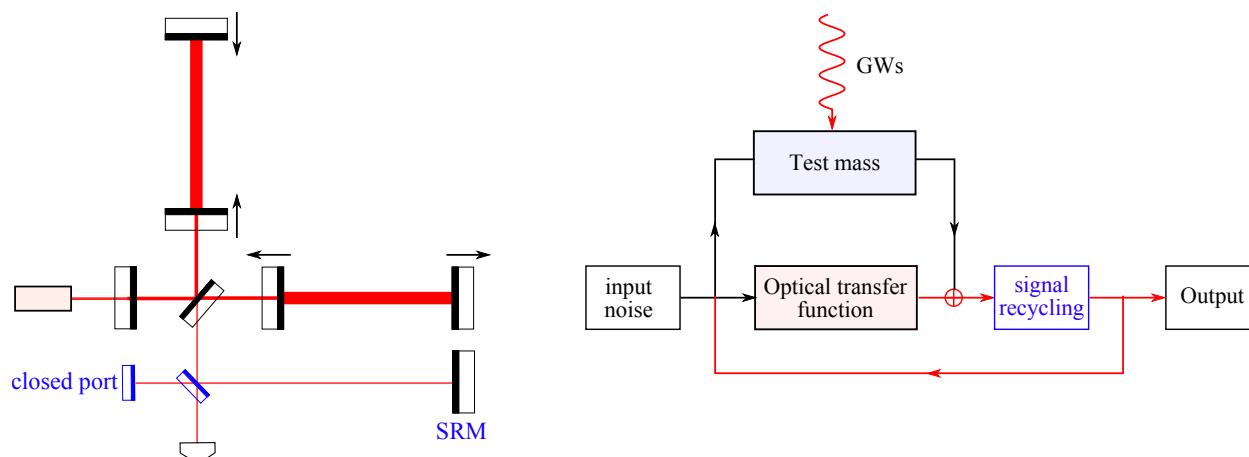 closed port
SRM
GWs
Test mass
input
noise
Optical transfer
function
signal
recycling
Output